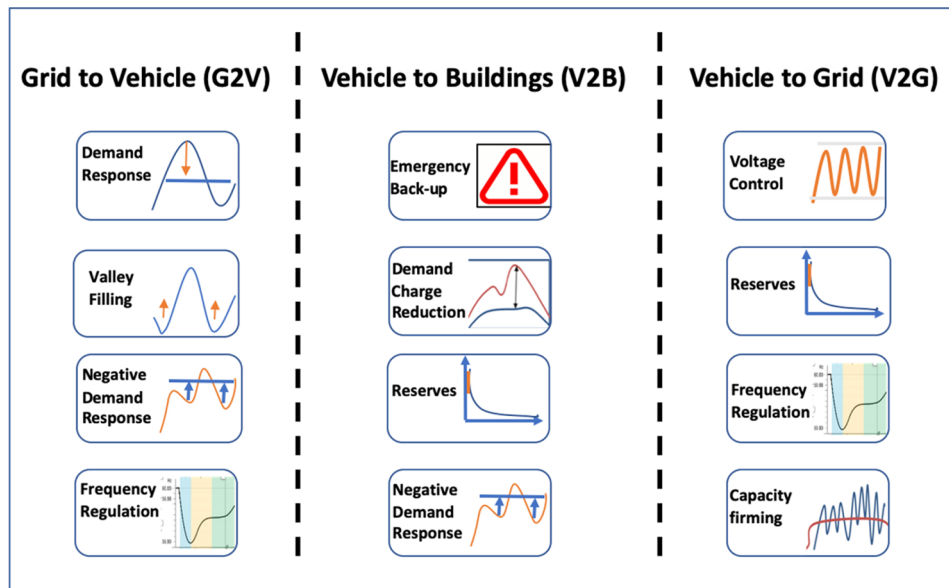 Grid to Vehicle (G2V)
Demand
Response
Valley
Filling
Negative
Demand
Response
Frequency
Regulation
Vehicle to Buildings (V2B)
Emergency
Back-up
Demand
Charge
Reduction
Reserves
Negative
Demand
Response
Vehicle to Grid (V2G)
Voltage
Control
Reserves
Frequency
Regulation
Capacity
firming